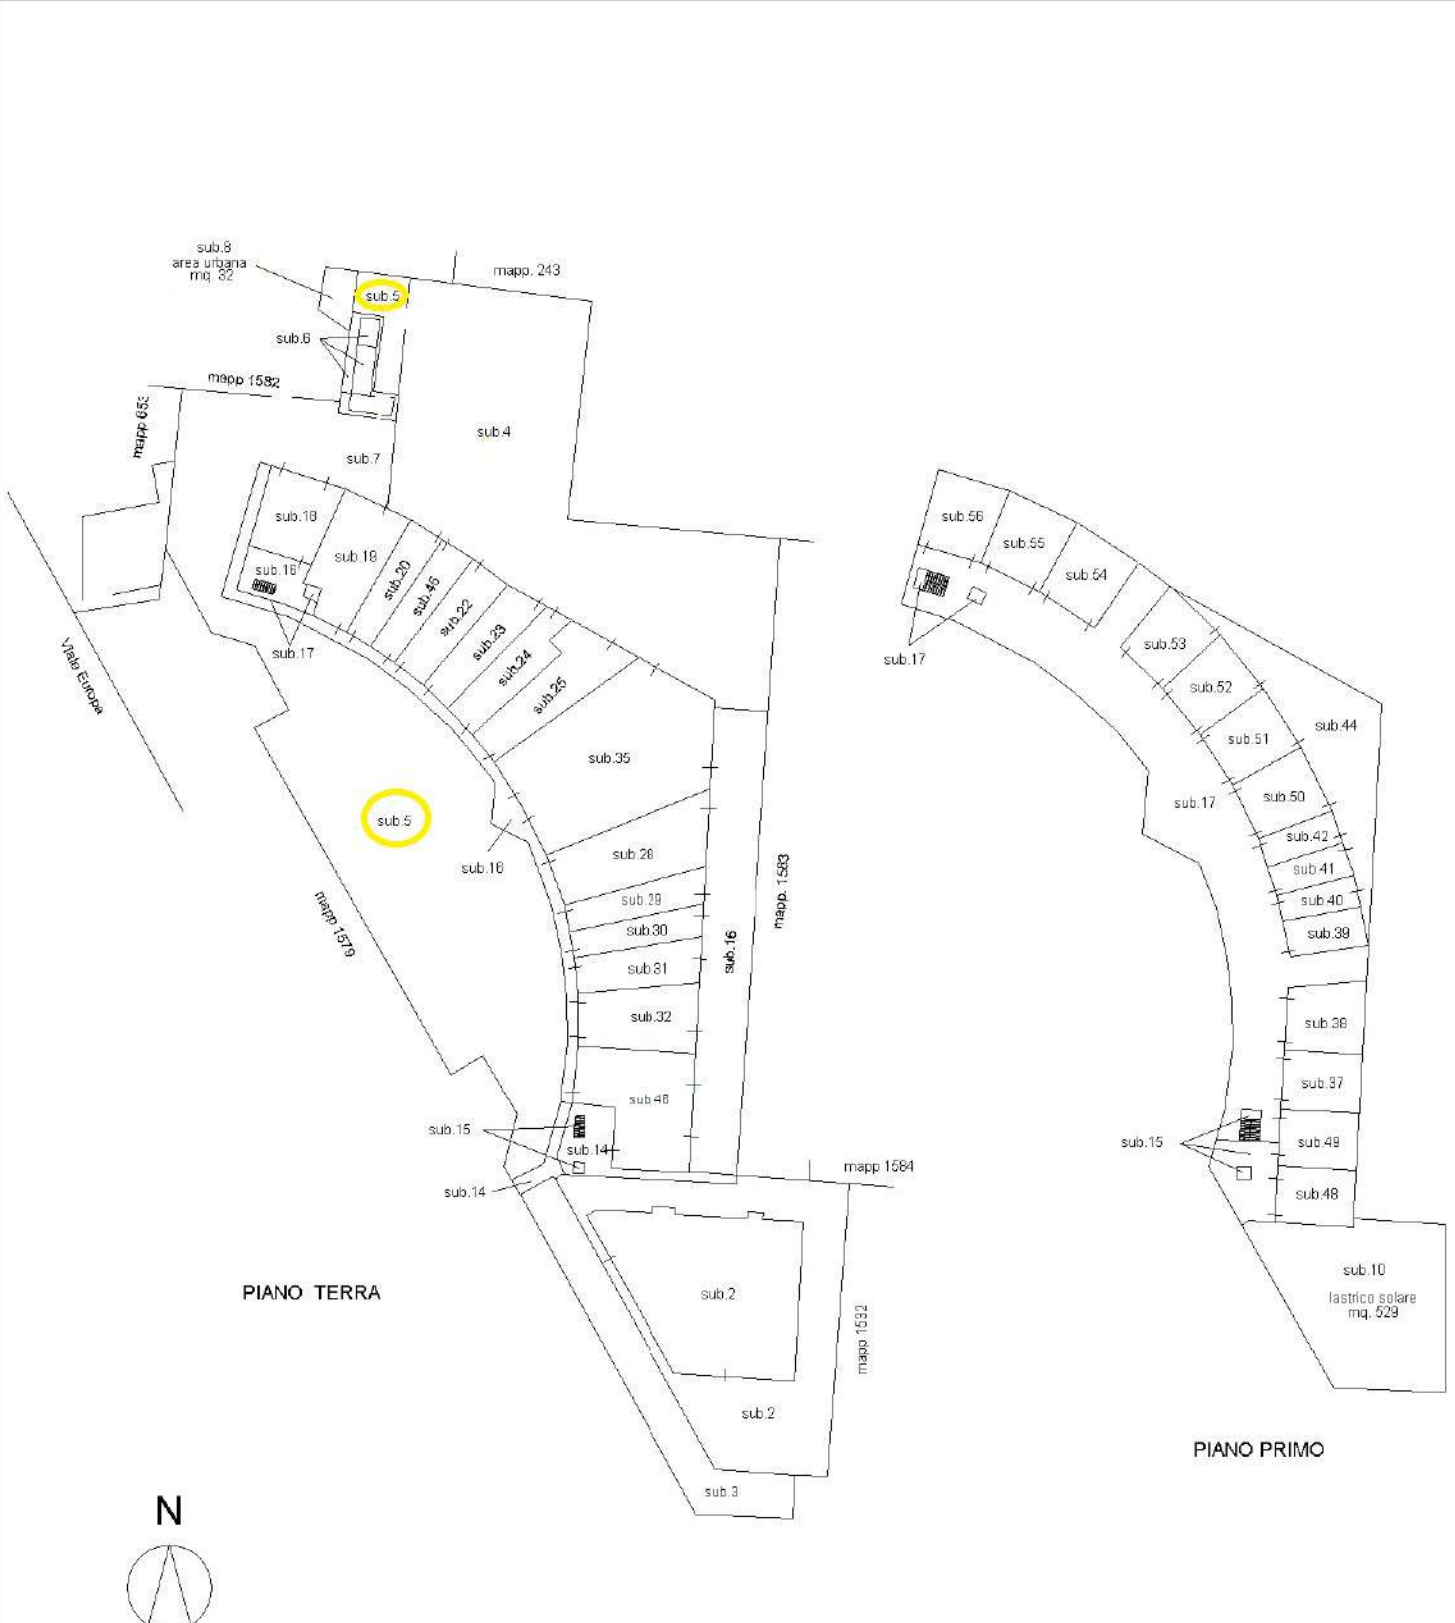 sub.8
area urbana
mq. 32
mapp. 243
sub.5
sub.6
mapp 1582
mapp 653
sub.4
sub.7
sub.18
sub.19
sub.16
sub.20
sub.45
sub.22
sub.23
sub.24
sub.25
sub.17
Viale Europa
sub.35
sub.5
sub.16
sub.28
sub.29
sub.30
sub.31
sub.32
sub.16
mapp. 1583
mapp 1579
sub.46
sub.15
sub.14
sub.14
mapp 1584
sub.2
mapp 1532
sub.2
sub.3
PIANO TERRA
N
sub.56
sub.55
sub.54
sub.17
sub.53
sub.52
sub.51
sub.44
sub.50
sub.17
sub.42
sub.41
sub.40
sub.39
sub.38
sub.37
sub.15
sub.49
sub.48
sub.10
lastrico solare
mq. 529
PIANO PRIMO